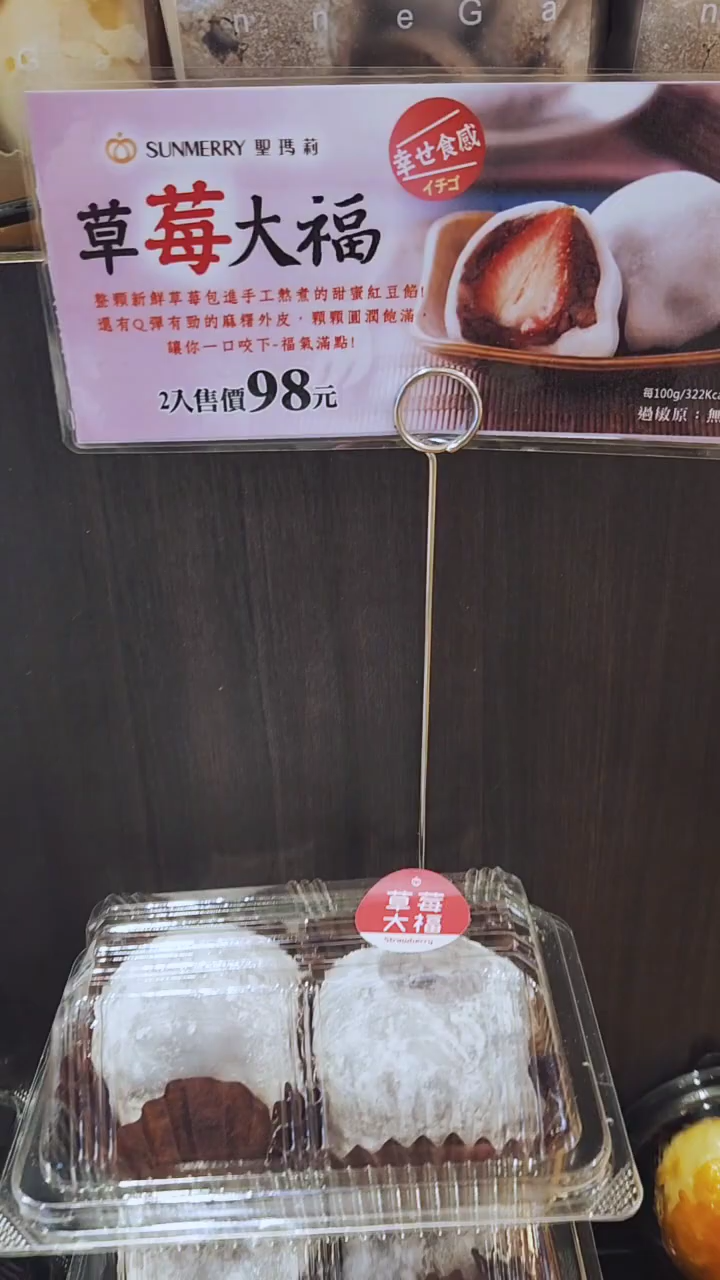 n n e G a n
SUNMERRY 聖瑪莉
幸せ食感
イチゴ
草莓大福
整顆新鮮草莓包進手工熬煮的甜蜜紅豆餡!
還有Q彈有勁的麻糬外皮,顆顆圓潤飽滿,
讓你一口咬下-福氣滿點!
2入售價98元
每100g/322Kca
過敏原:無
草莓
大福
Strawberry